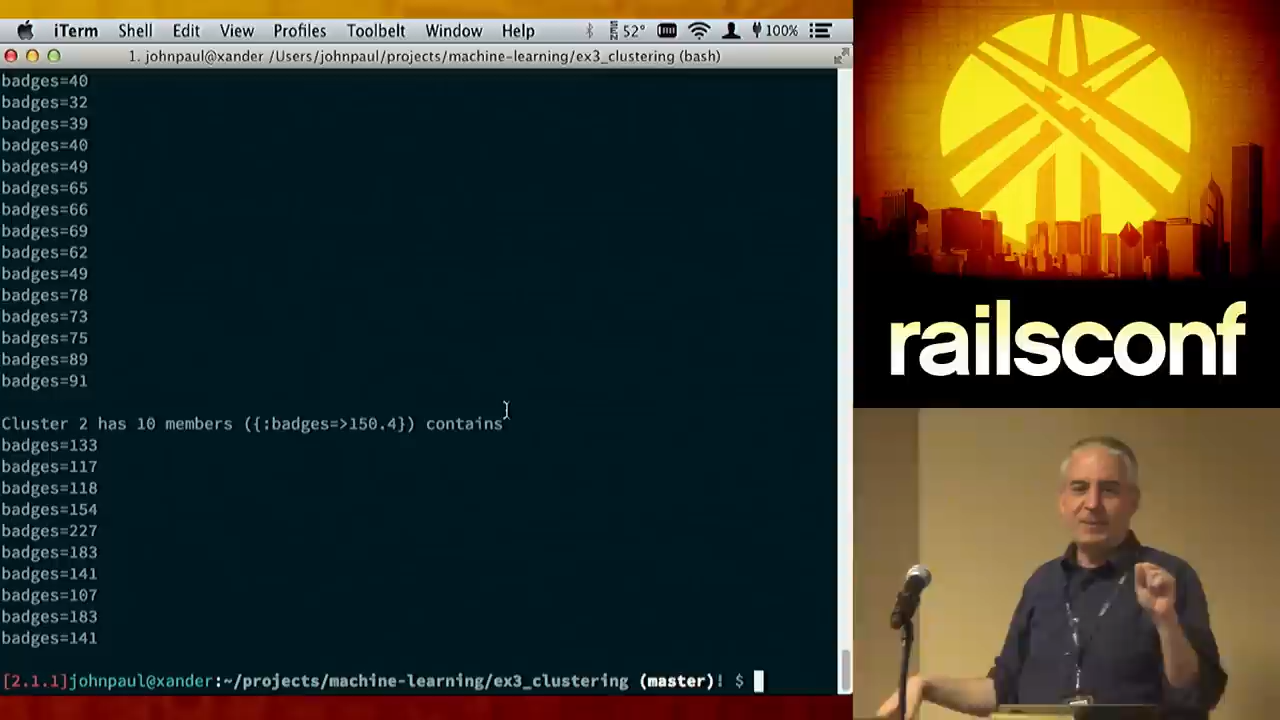 iTerm Shell Edit View Profiles Toolbelt Window Help 52° 100%
1. johnpaul@xander /Users/johnpaul/projects/machine-learning/ex3_clustering (bash)
badges=40
badges=32
badges=39
badges=40
badges=49
badges=65
badges=66
badges=69
badges=62
badges=49
badges=78
badges=73
badges=75
badges=89
badges=91
Cluster 2 has 10 members ({:badges=>150.4}) contains
badges=133
badges=117
badges=118
badges=154
badges=227
badges=183
badges=141
badges=107
badges=183
badges=141
[2.1.1]johnpaul@xander:~/projects/machine-learning/ex3_clustering (master)! $
railsconf